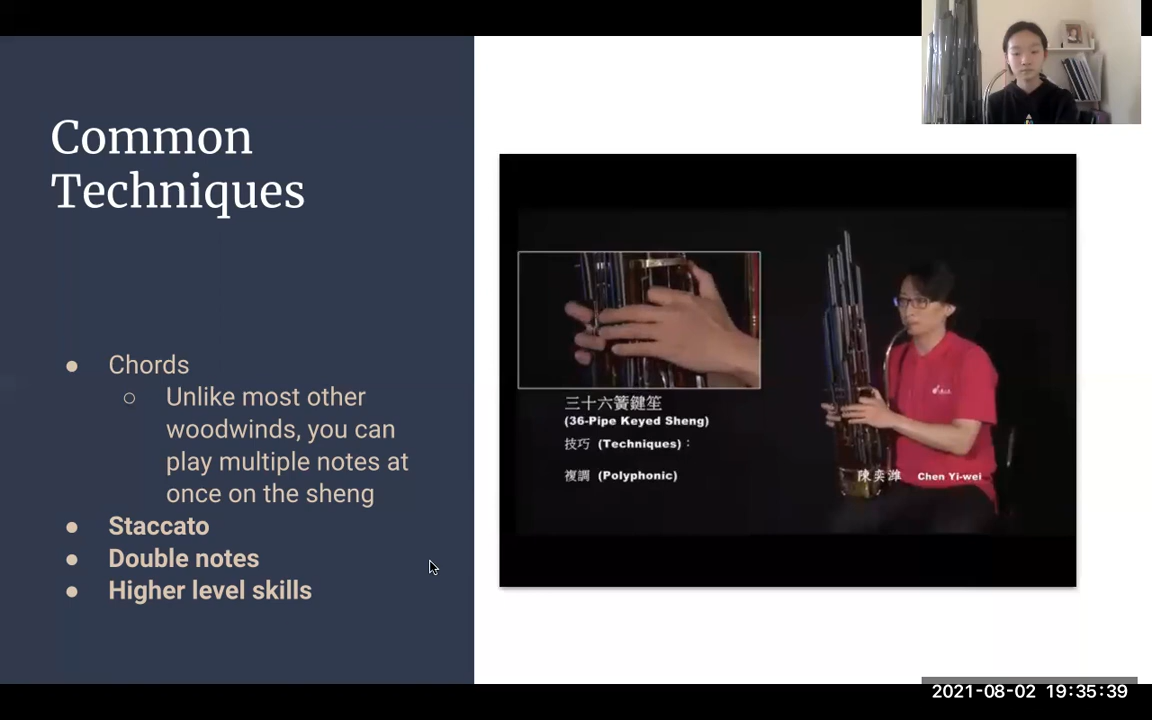 Common
Techniques
● Chords
○ Unlike most other
woodwinds, you can
play multiple notes at
once on the sheng
● Staccato
● Double notes
● Higher level skills
三十六簧鍵笙
(36-Pipe Keyed Sheng)
技巧 (Techniques)：
複調 (Polyphonic)
陳奕濰 Chen Yi-wei
2021-08-02 19:35:39